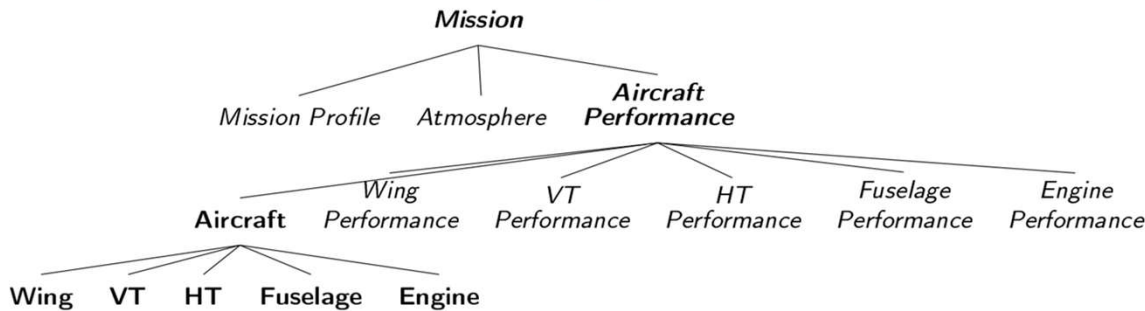 Mission
Mission Profile Atmosphere Aircraft Performance
Aircraft Wing Performance VT Performance HT Performance Fuselage Performance Engine Performance
Wing VT HT Fuselage Engine